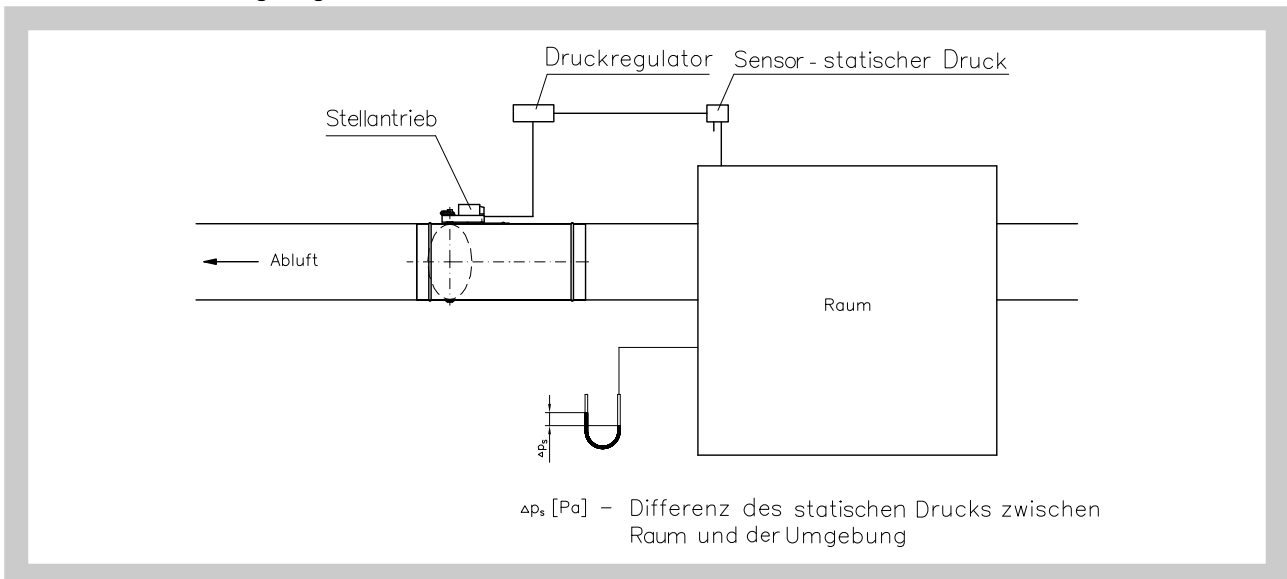 Druckregulator
Sensor - statischer Druck
Stellantrieb
Abluft
Raum
Δpₛ
Δpₛ [Pa] - Differenz des statischen Drucks zwischen
Raum und der Umgebung